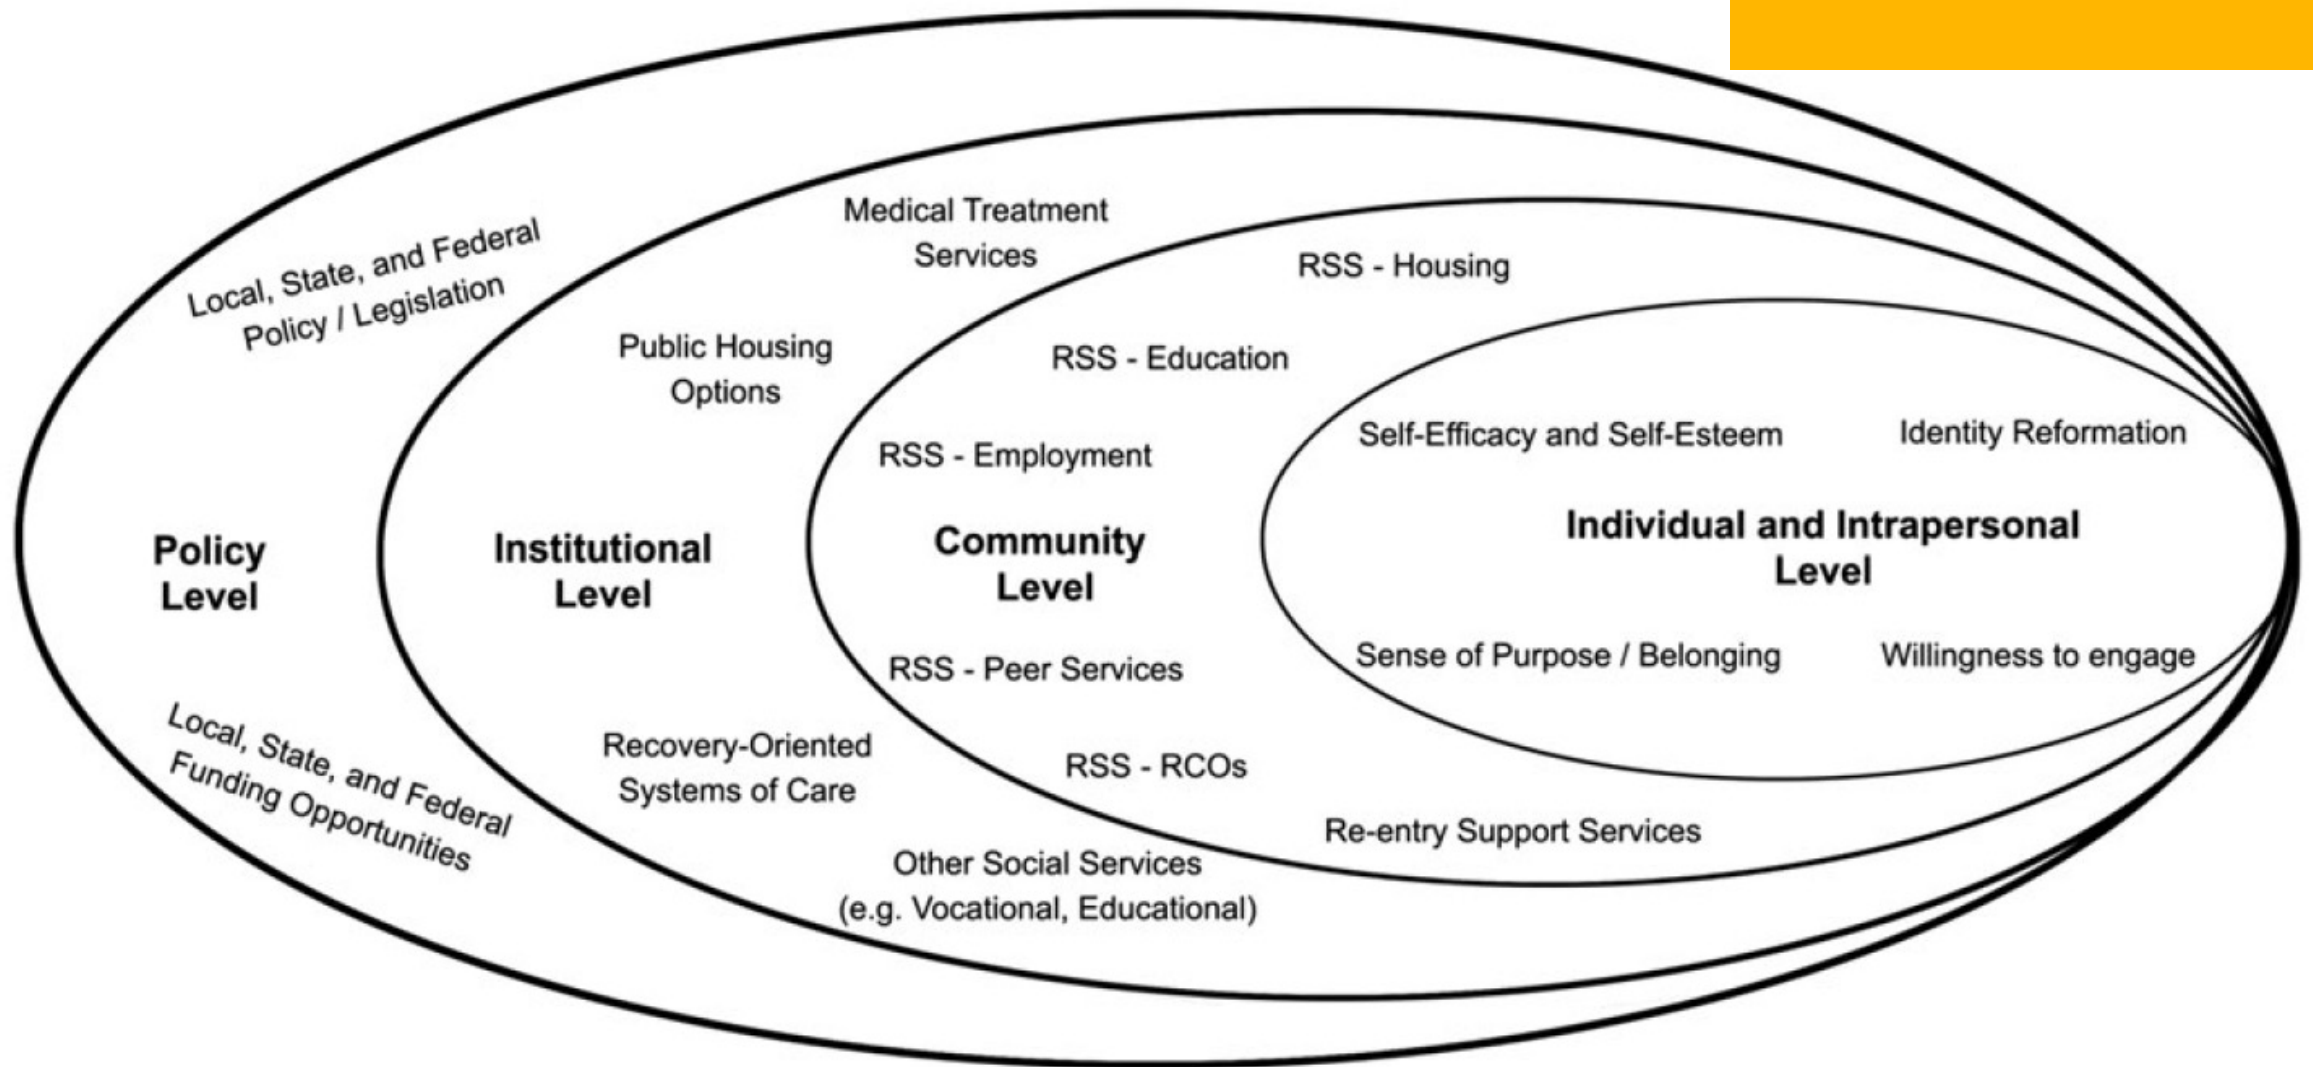 Local, State, and Federal
Policy / Legislation
Policy
Level
Local, State, and Federal
Funding Opportunities
Medical Treatment
Services
Public Housing
Options
Institutional
Level
Recovery-Oriented
Systems of Care
Other Social Services
(e.g. Vocational, Educational)
RSS - Housing
RSS - Education
RSS - Employment
Community
Level
RSS - Peer Services
RSS - RCOs
Re-entry Support Services
Self-Efficacy and Self-Esteem
Identity Reformation
Individual and Intrapersonal
Level
Sense of Purpose / Belonging
Willingness to engage